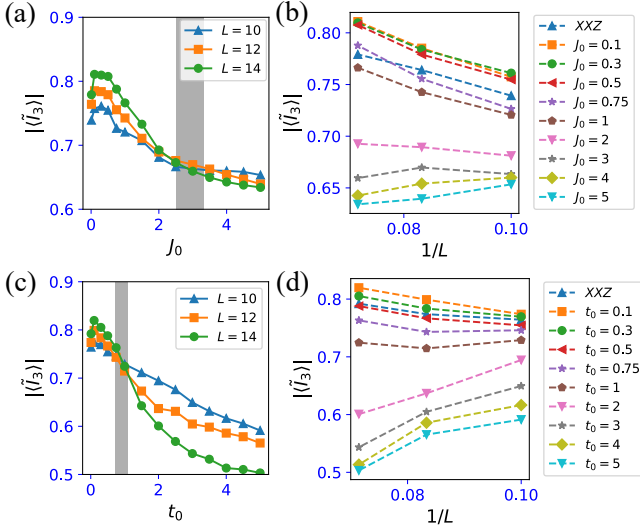 (a)
0.9
0.8
0.7
0.6
|⟨Ĩ₃⟩|
0
2
4
J₀
L = 10
L = 12
L = 14
(b)
0.80
0.75
0.70
0.65
|⟨Ĩ₃⟩|
0.08
0.10
1/L
XXZ
J₀ = 0.1
J₀ = 0.3
J₀ = 0.5
J₀ = 0.75
J₀ = 1
J₀ = 2
J₀ = 3
J₀ = 4
J₀ = 5
(c)
0.9
0.8
0.7
0.6
0.5
|⟨Ĩ₃⟩|
0
2
4
t₀
L = 10
L = 12
L = 14
(d)
0.8
0.7
0.6
0.5
|⟨Ĩ₃⟩|
0.08
0.10
1/L
XXZ
t₀ = 0.1
t₀ = 0.3
t₀ = 0.5
t₀ = 0.75
t₀ = 1
t₀ = 2
t₀ = 3
t₀ = 4
t₀ = 5